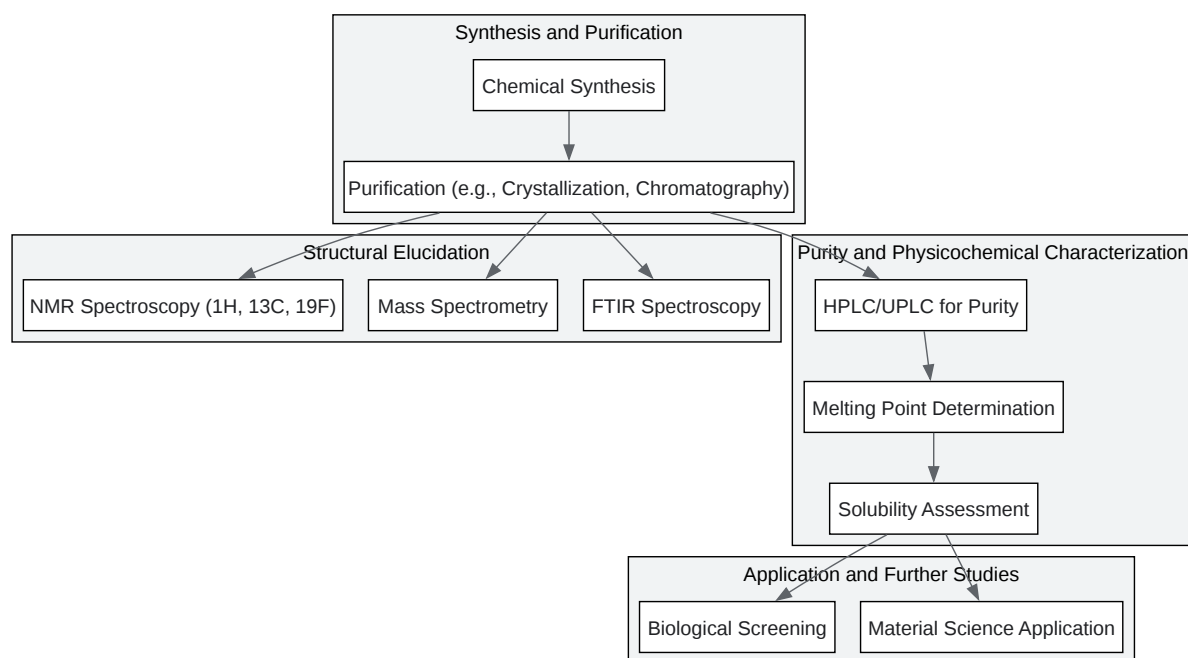 Synthesis and Purification
Chemical Synthesis
Purification (e.g., Crystallization, Chromatography)
Structural Elucidation
NMR Spectroscopy (1H, 13C, 19F)
Mass Spectrometry
FTIR Spectroscopy
Purity and Physicochemical Characterization
HPLC/UPLC for Purity
Melting Point Determination
Solubility Assessment
Application and Further Studies
Biological Screening
Material Science Application